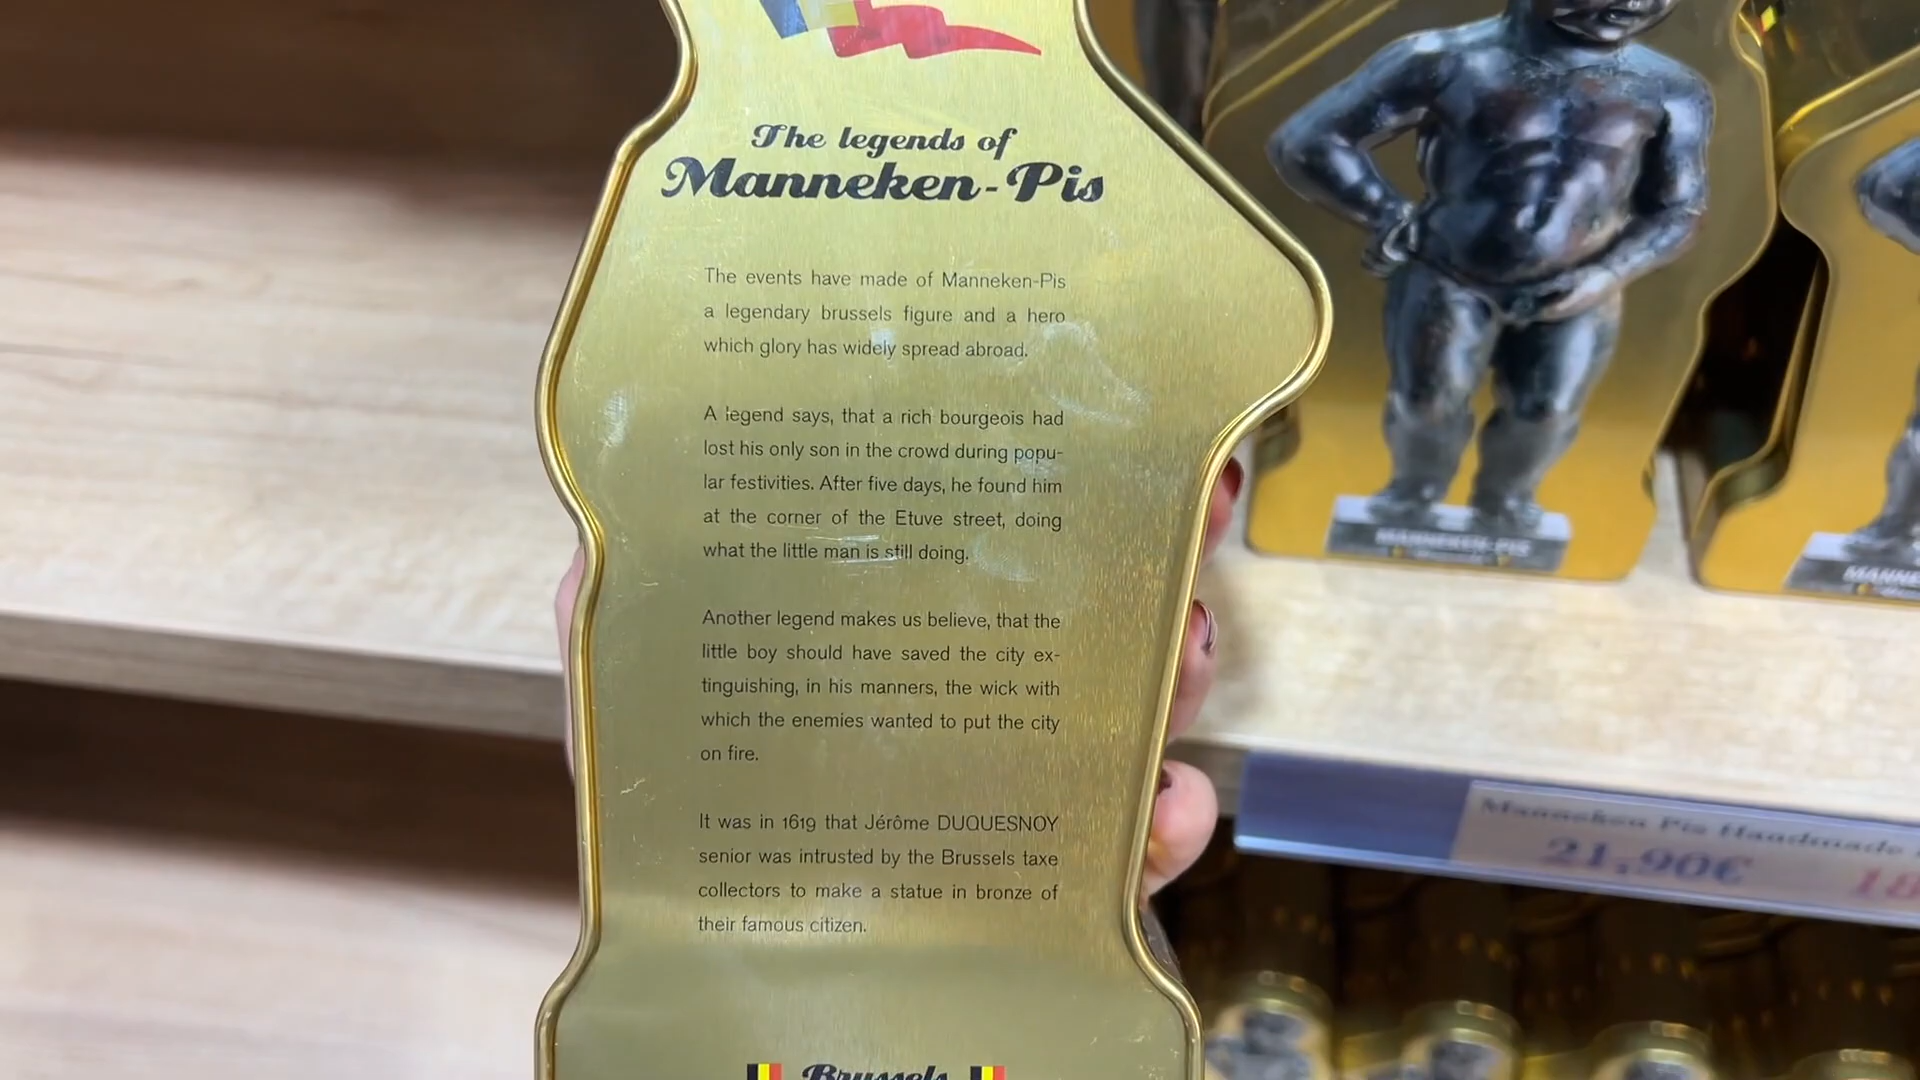 The legends of
Manneken-Pis
The events have made of Manneken-Pis
a legendary brussels figure and a hero
which glory has widely spread abroad.
A legend says, that a rich bourgeois had
lost his only son in the crowd during popu-
lar festivities. After five days, he found him
at the corner of the Etuve street, doing
what the little man is still doing.
Another legend makes us believe, that the
little boy should have saved the city ex-
tinguishing, in his manners, the wick with
which the enemies wanted to put the city
on fire.
It was in 1619 that Jérôme DUQUESNOY
senior was intrusted by the Brussels taxe
collectors to make a statue in bronze of
their famous citizen.
Brussels
MANNEKEN-PIS
Manneken Pis Handmade
21,90€
18